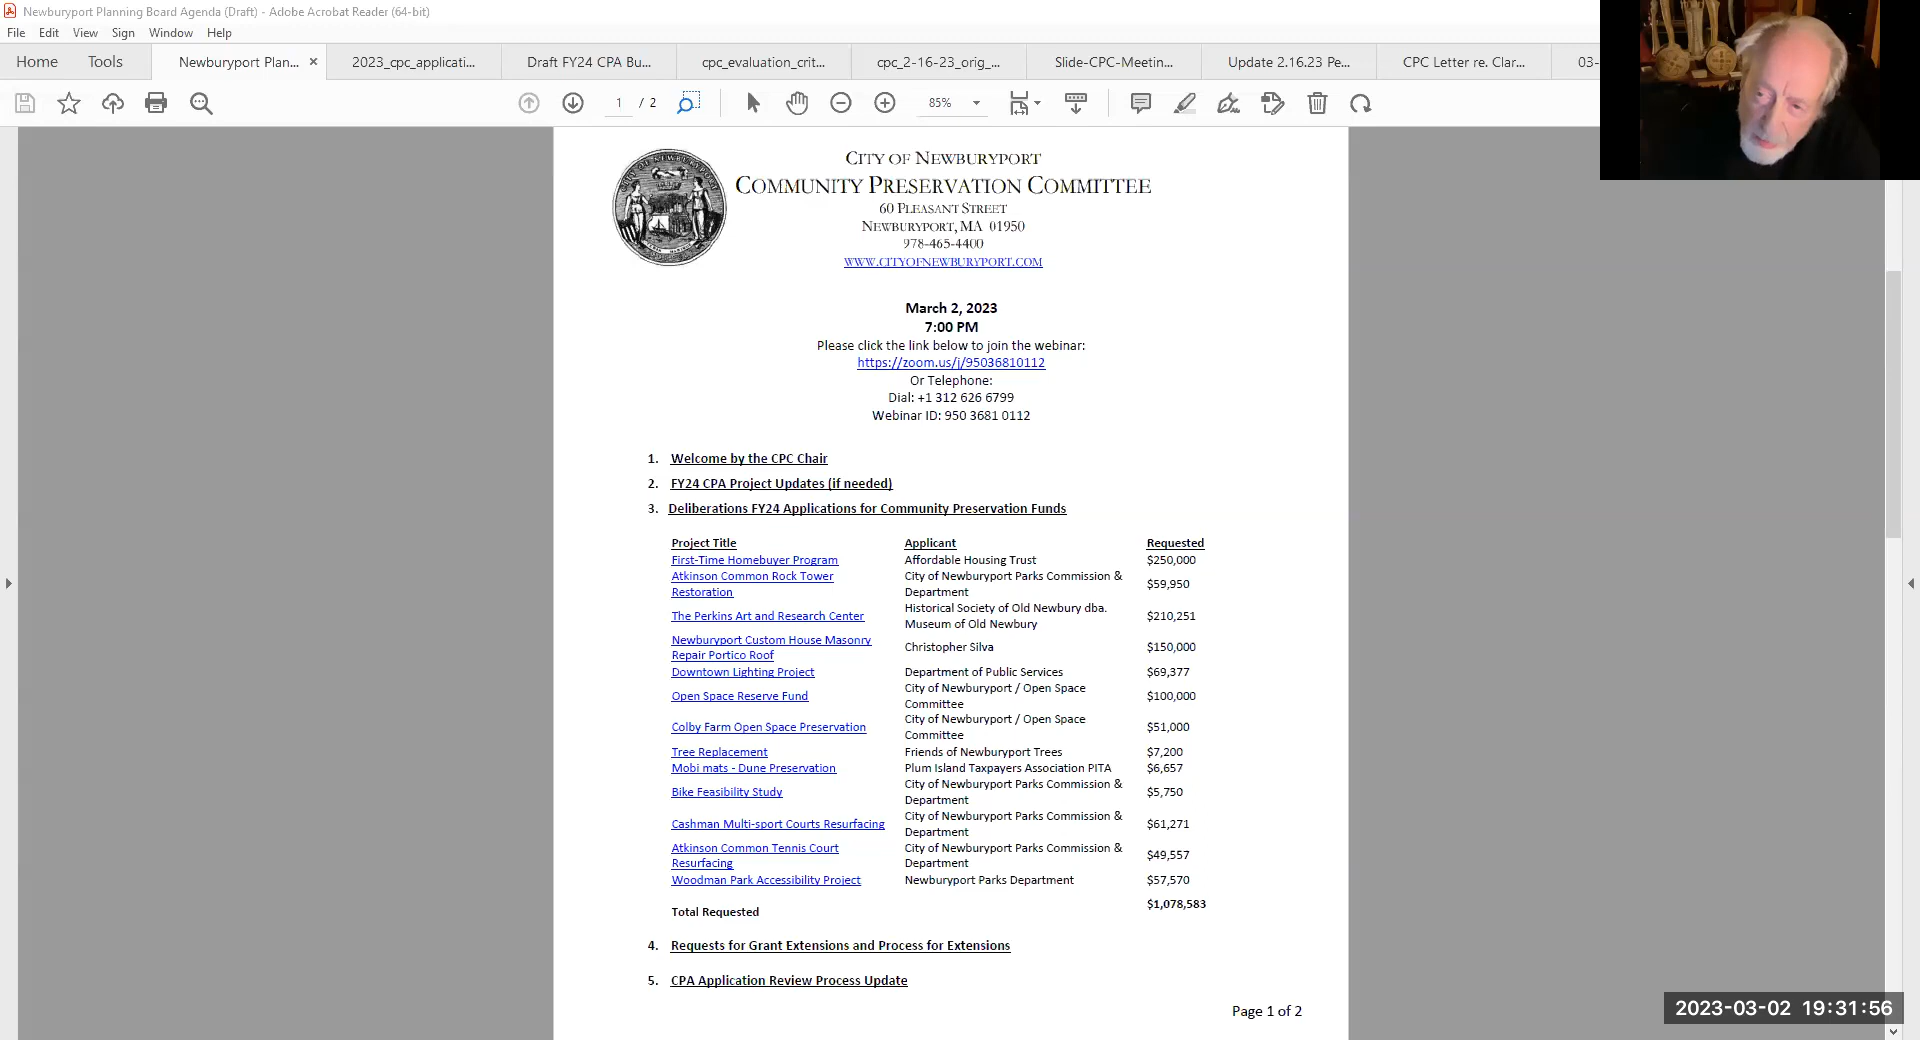 Newburyport Planning Board Agenda (Draft) - Adobe Acrobat Reader (64-bit)
File Edit View Sign Window Help
Home Tools Newburyport Plan... × 2023_cpc_applicati... Draft FY24 CPA Bu... cpc_evaluation_crit... cpc_2-16-23_orig_... Slide-CPC-Meetin... Update 2.16.23 Pe... CPC Letter re. Clar... 03-
1 / 2 85%
CITY OF NEWBURYPORT
COMMUNITY PRESERVATION COMMITTEE
60 PLEASANT STREET
NEWBURYPORT, MA 01950
978-465-4400
WWW.CITYOFNEWBURYPORT.COM
March 2, 2023
7:00 PM
Please click the link below to join the webinar:
https://zoom.us/j/95036810112
Or Telephone:
Dial: +1 312 626 6799
Webinar ID: 950 3681 0112
1. Welcome by the CPC Chair
2. FY24 CPA Project Updates (if needed)
3. Deliberations FY24 Applications for Community Preservation Funds
Project Title Applicant Requested
First-Time Homebuyer Program Affordable Housing Trust $250,000
Atkinson Common Rock Tower
Restoration
City of Newburyport Parks Commission &
Department
$59,950
The Perkins Art and Research Center
Historical Society of Old Newbury dba.
Museum of Old Newbury
$210,251
Newburyport Custom House Masonry
Repair Portico Roof
Christopher Silva
$150,000
Downtown Lighting Project Department of Public Services $69,377
Open Space Reserve Fund
City of Newburyport / Open Space
Committee
$100,000
Colby Farm Open Space Preservation
City of Newburyport / Open Space
Committee
$51,000
Tree Replacement Friends of Newburyport Trees $7,200
Mobi mats - Dune Preservation Plum Island Taxpayers Association PITA $6,657
Bike Feasibility Study
City of Newburyport Parks Commission &
Department
$5,750
Cashman Multi-sport Courts Resurfacing
City of Newburyport Parks Commission &
Department
$61,271
Atkinson Common Tennis Court
Resurfacing
City of Newburyport Parks Commission &
Department
$49,557
Woodman Park Accessibility Project Newburyport Parks Department $57,570
Total Requested $1,078,583
4. Requests for Grant Extensions and Process for Extensions
5. CPA Application Review Process Update
Page 1 of 2
2023-03-02 19:31:56